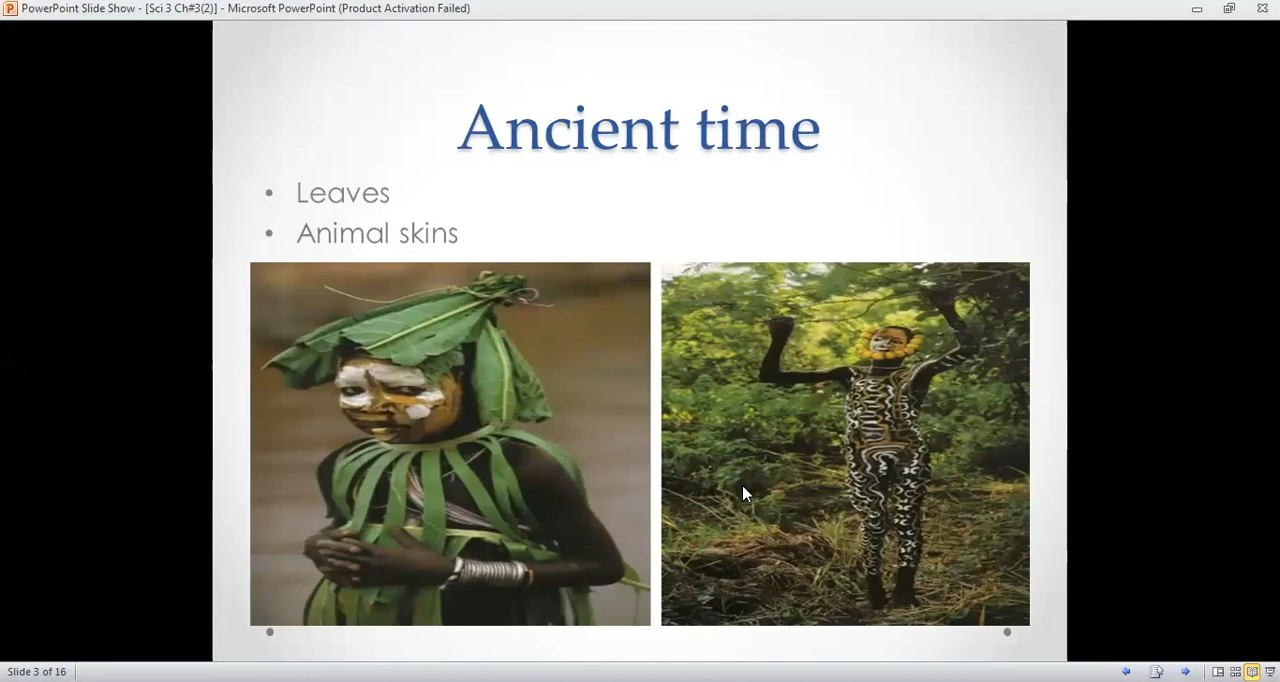 PowerPoint Slide Show - [Sci 3 Ch#3(2)] - Microsoft PowerPoint (Product Activation Failed)
Ancient time
• Leaves
• Animal skins
Slide 3 of 16